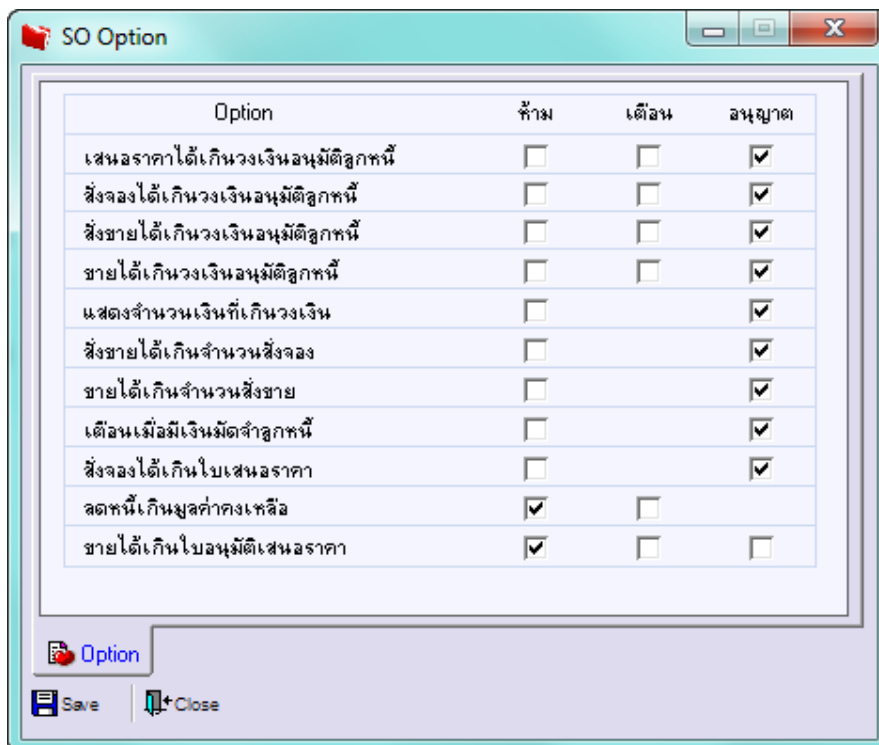 SO Option
Option ห้าม เตือน อนุญาต
เสนอราคาได้เกินวงเงินอนุมัติลูกหนี้
สั่งจองได้เกินวงเงินอนุมัติลูกหนี้
สั่งขายได้เกินวงเงินอนุมัติลูกหนี้
ขายได้เกินวงเงินอนุมัติลูกหนี้
แสดงจำนวนเงินที่เกินวงเงิน
สั่งขายได้เกินจำนวนสั่งจอง
ขายได้เกินจำนวนสั่งขาย
เตือนเมื่อมีเงินมัดจำลูกหนี้
สั่งจองได้เกินใบเสนอราคา
ลดหนี้เกินมูลค่าคงเหลือ
ขายได้เกินใบอนุมัติเสนอราคา
Option
Save Close